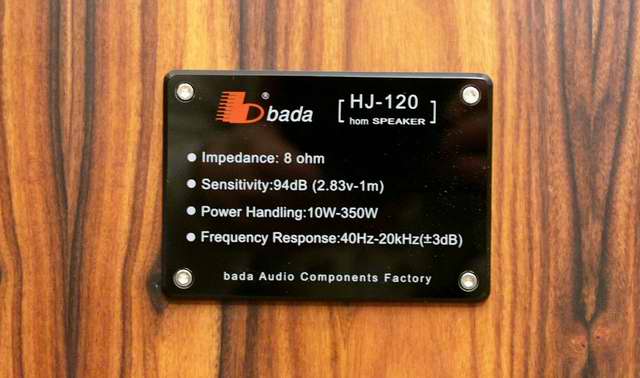 bada®
[HJ-120
hom SPEAKER]
● Impedance: 8 ohm
● Sensitivity:94dB (2.83v-1m)
● Power Handling:10W-350W
● Frequency Response:40Hz-20kHz(±3dB)
bada Audio Components Factory